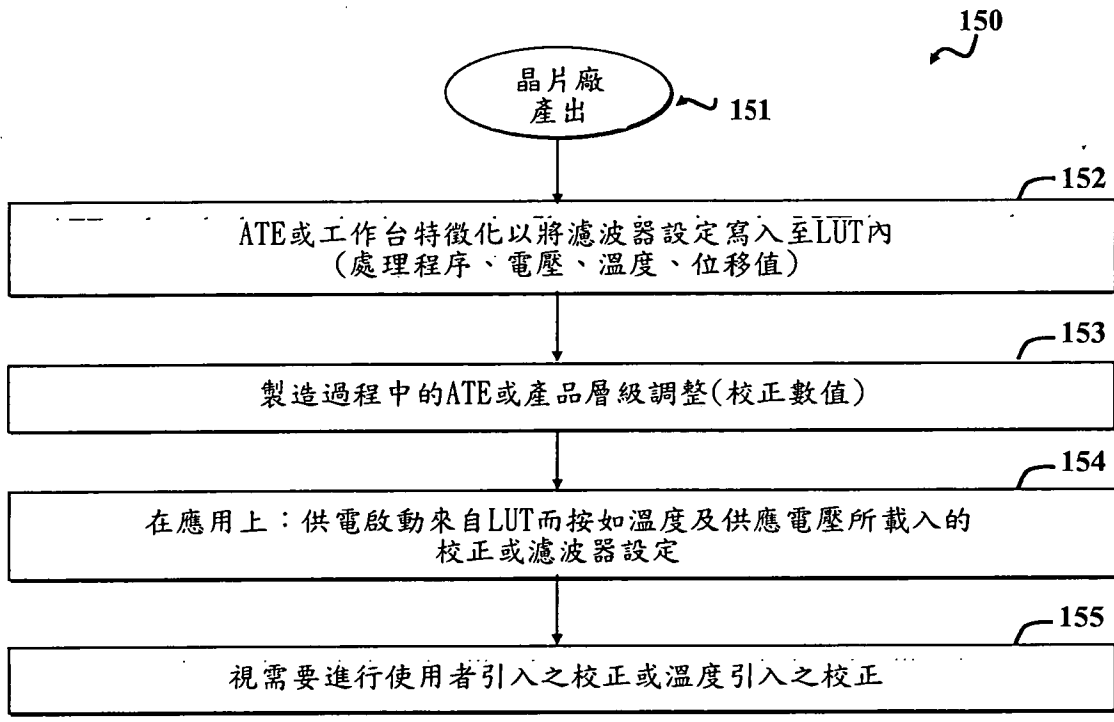 150
晶片廠
產出
151
152
ATE或工作台特徵化以將濾波器設定寫入至LUT內
(處理程序、電壓、溫度、位移值)
153
製造過程中的ATE或產品層級調整(校正數值)
154
在應用上：供電啟動來自LUT而按如溫度及供應電壓所載入的
校正或濾波器設定
155
視需要進行使用者引入之校正或溫度引入之校正